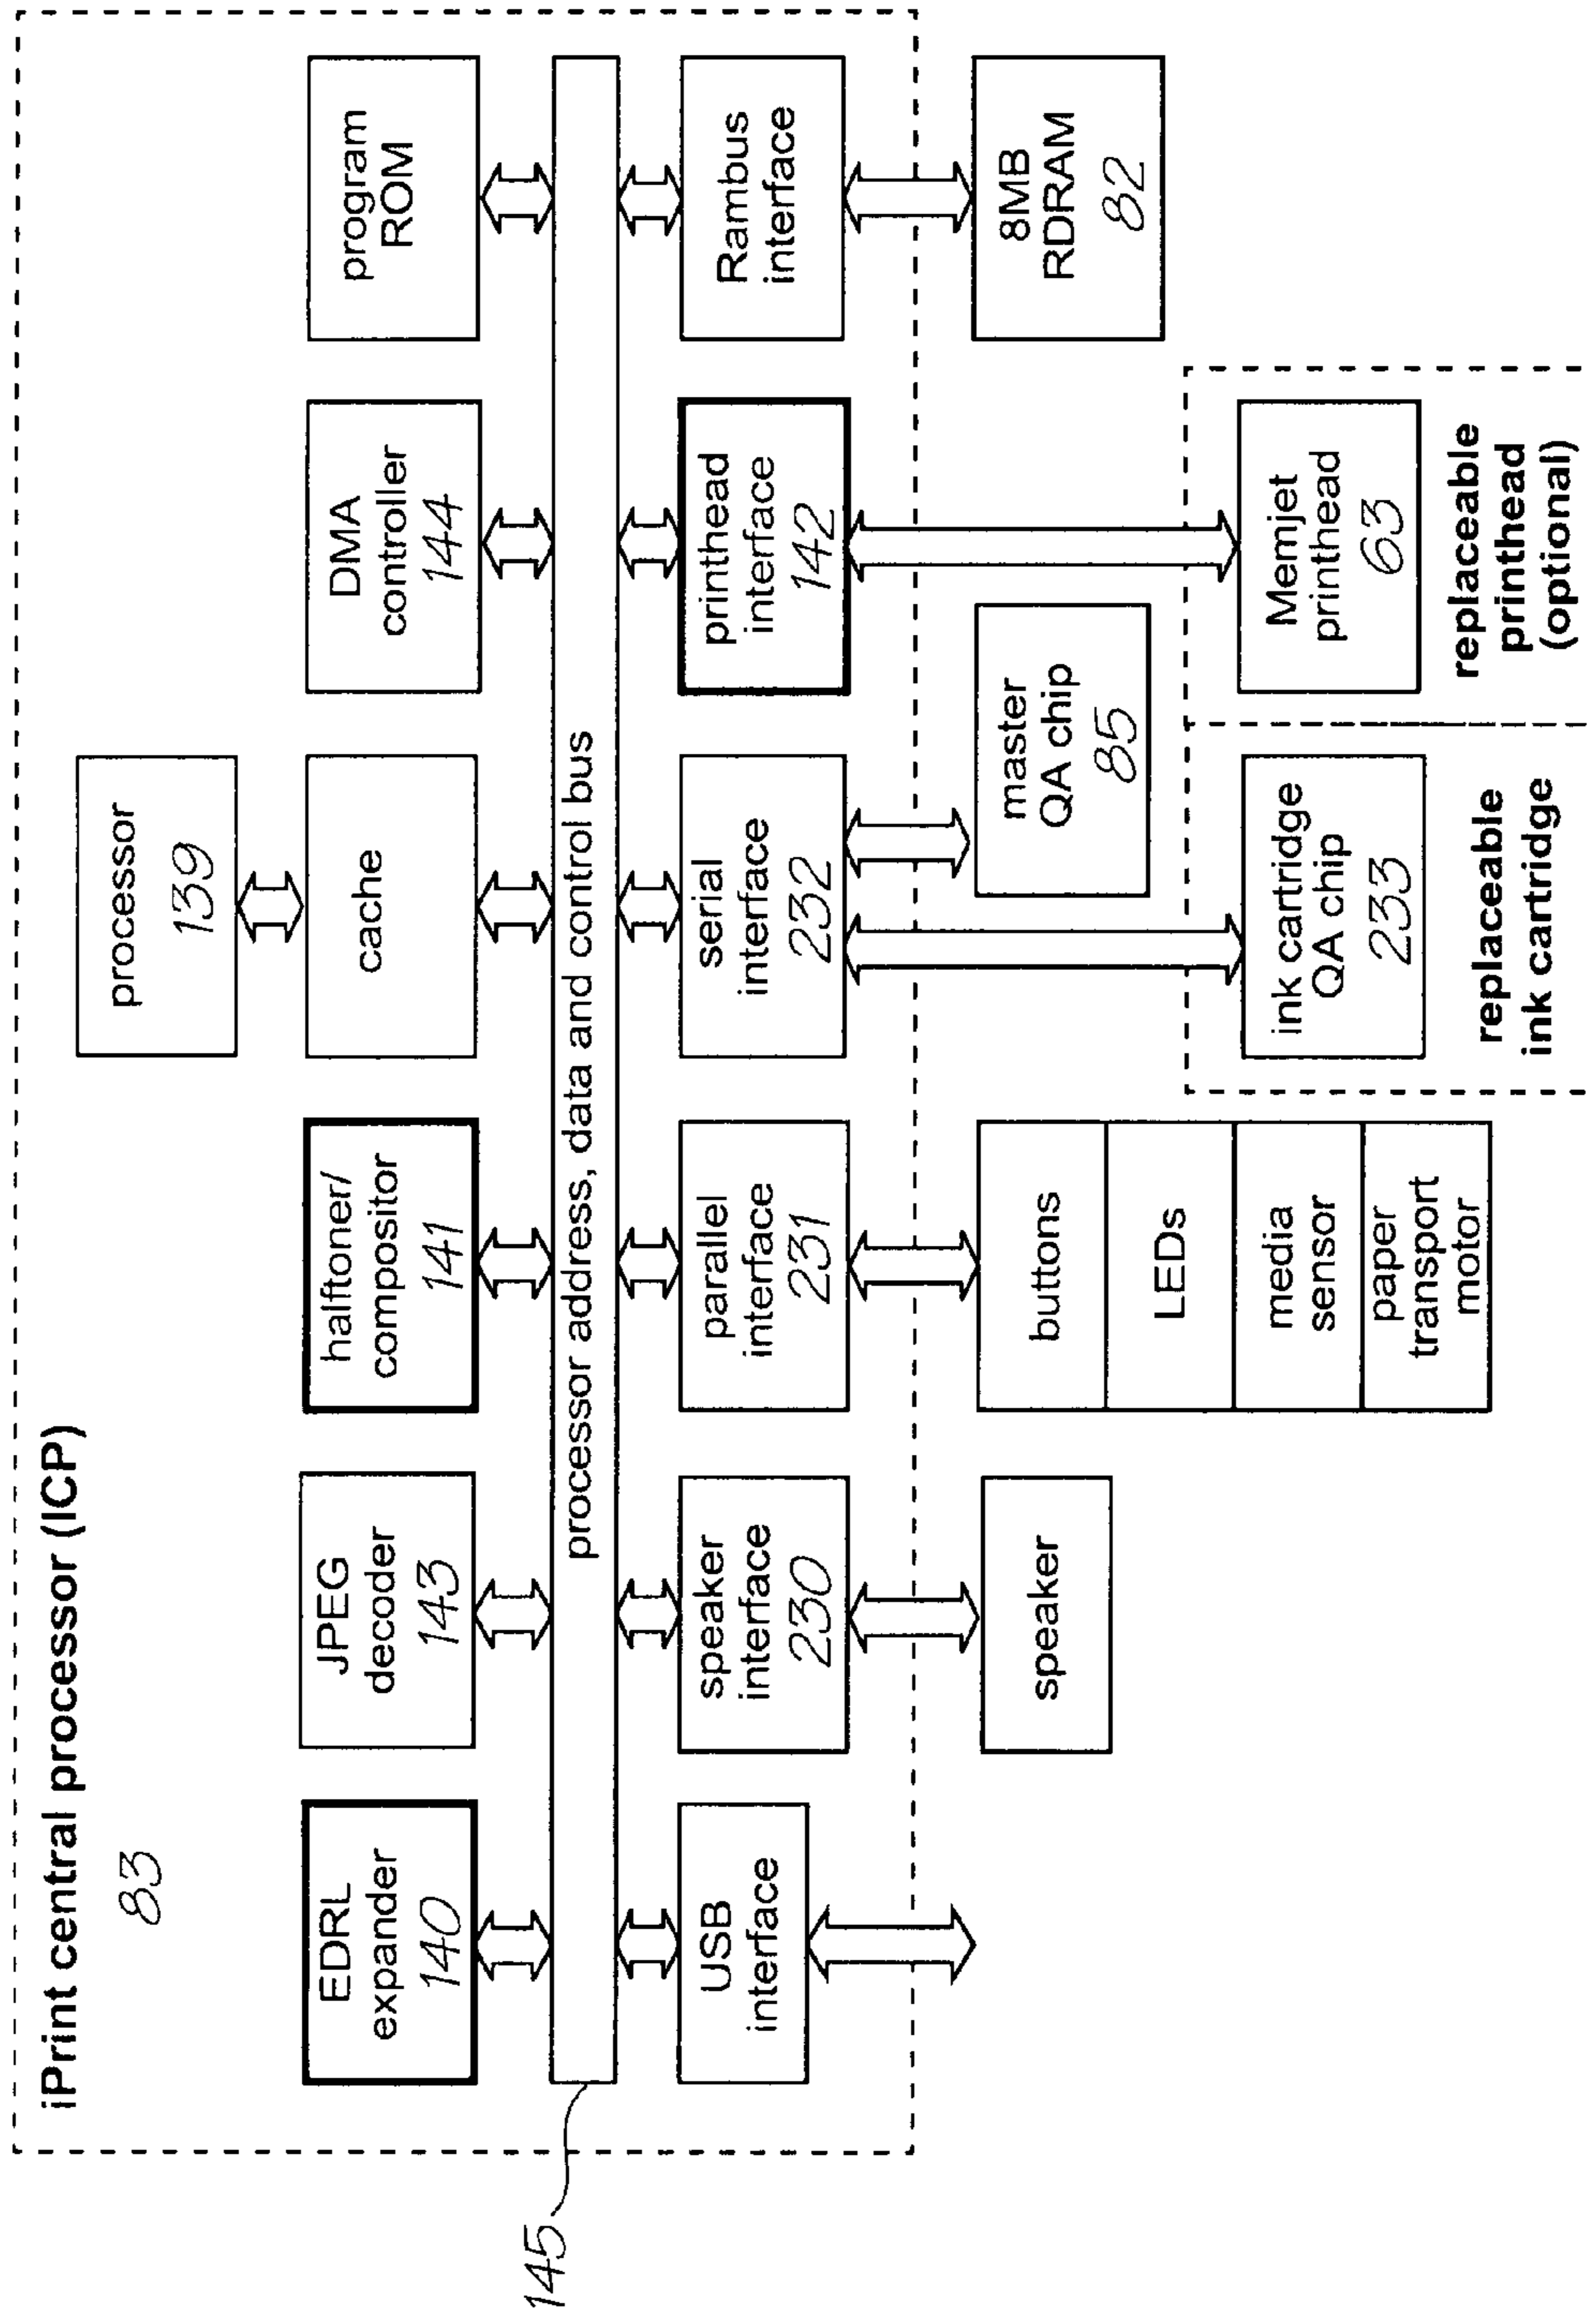 iPrint central processor (ICP)
83
processor
139
EDRL
expander
140
JPEG
decoder
143
halftoner/
compositor
141
cache
DMA
controller
144
program
ROM
145
processor address, data and control bus
USB
interface
speaker
interface
230
parallel
interface
231
serial
interface
232
printhead
interface
142
Rambus
interface
speaker
buttons
LEDs
media
sensor
paper
transport
motor
master
QA chip
85
8MB
RDRAM
82
ink cartridge
QA chip
233
replaceable
ink cartridge
Memjet
printhead
63
replaceable
printhead
(optional)